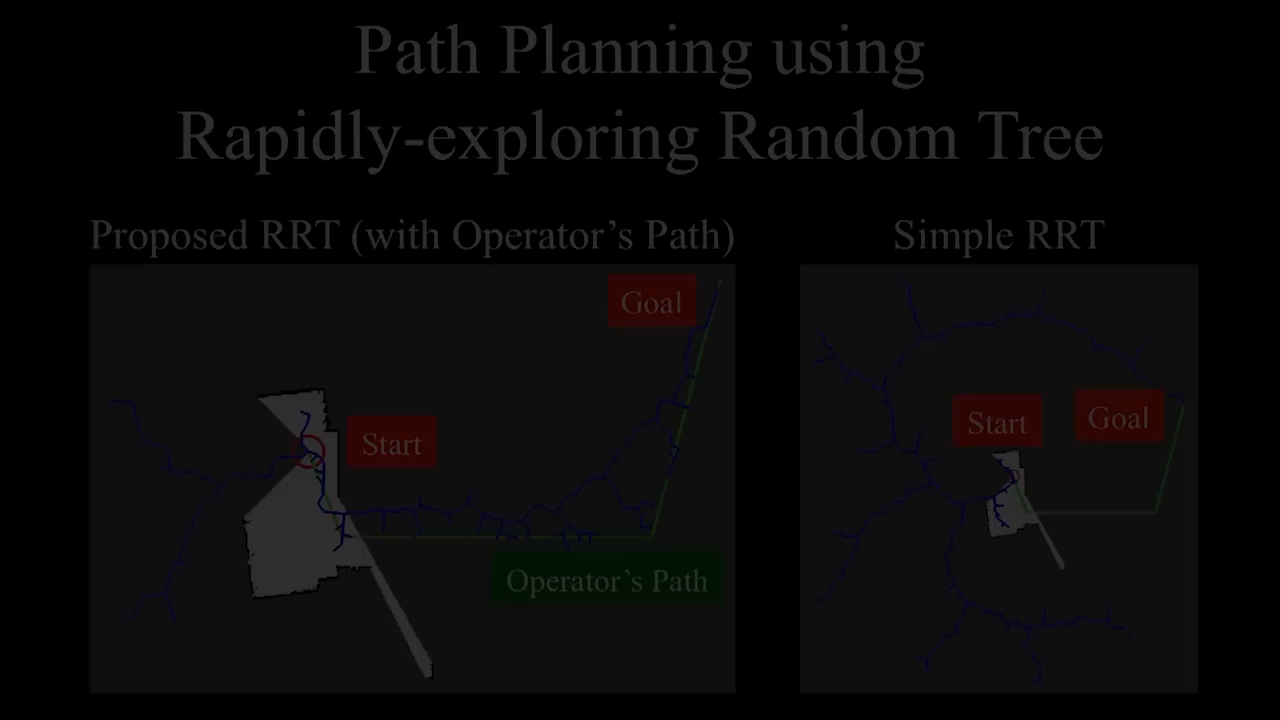 Path Planning using
Rapidly-exploring Random Tree
Proposed RRT (with Operator’s Path)
Simple RRT
Goal
Start
Operator’s Path
Start
Goal